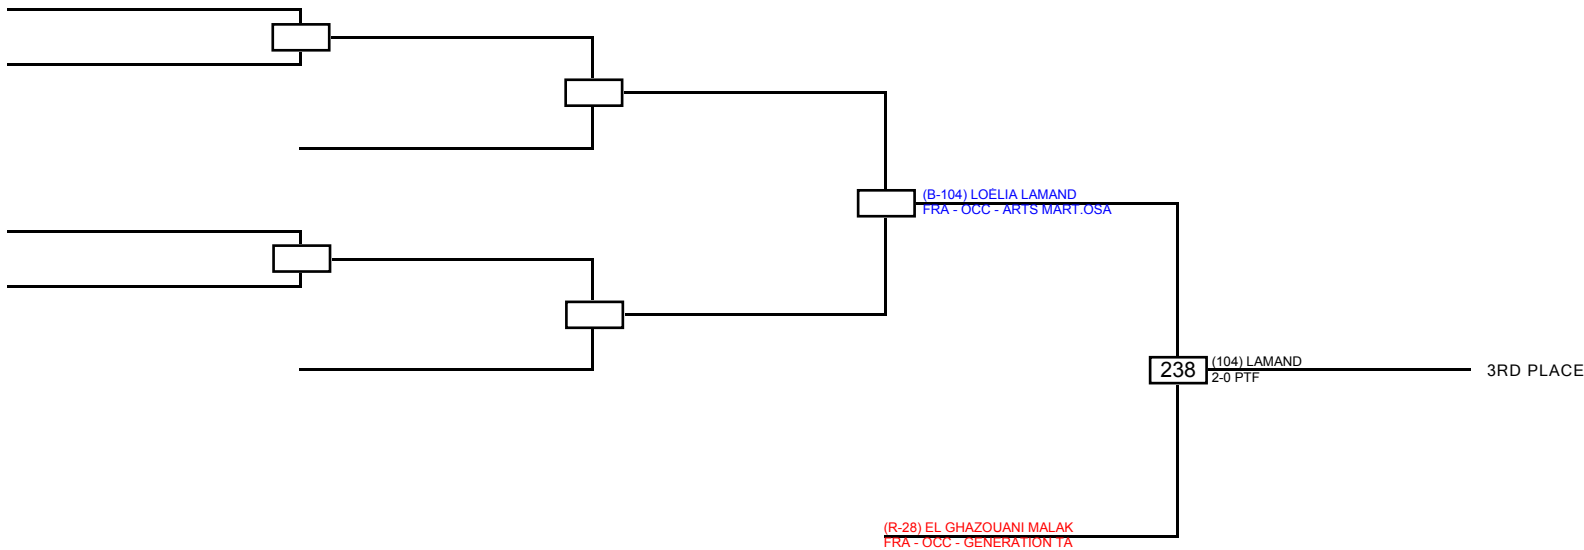 (B-104) LOÉLIA LAMAND
FRA - OCC - ARTS MART.OSA
238
(104) LAMAND
2-0 PTF
3RD PLACE
(R-28) EL GHAZOUANI MALAK
FRA - OCC - GENERATION TA